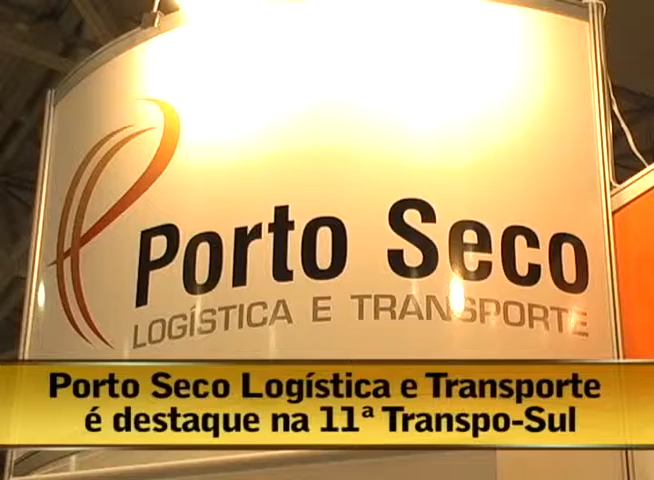 Porto Seco
LOGÍSTICA E TRANSPORTE
Porto Seco Logística e Transporte
é destaque na 11ª Transpo-Sul